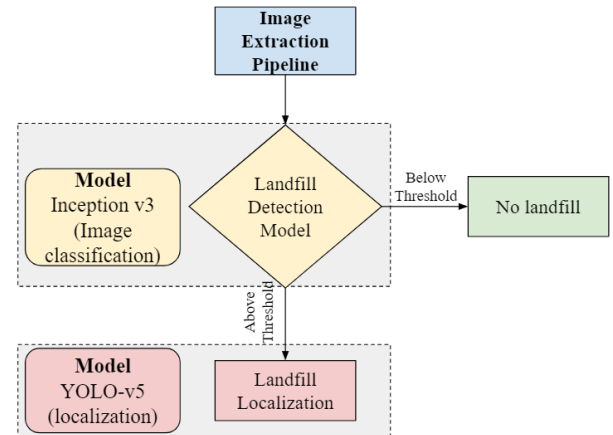 Image
Extraction
Pipeline
Model
Inception v3
(Image
classification)
Landfill
Detection
Model
Below
Threshold
No landfill
Above
Threshold
Model
YOLO-v5
(localization)
Landfill
Localization